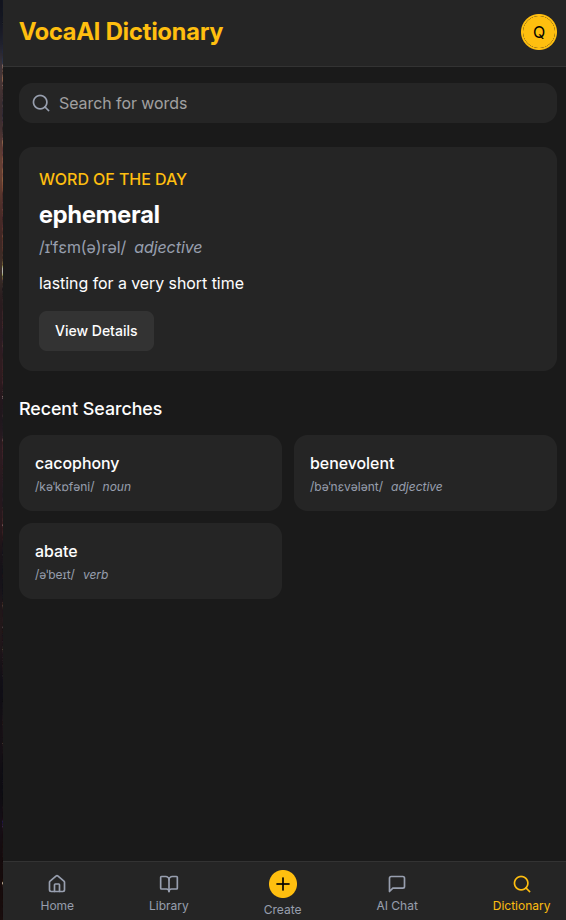 VocaAI Dictionary
Q
Search for words
WORD OF THE DAY
ephemeral
/ɪˈfɛm(ə)rəl/ adjective
lasting for a very short time
View Details
Recent Searches
cacophony
/kəˈkɒfəni/ noun
benevolent
/bəˈnɛvələnt/ adjective
abate
/əˈbeɪt/ verb
Home
Library
Create
AI Chat
Dictionary